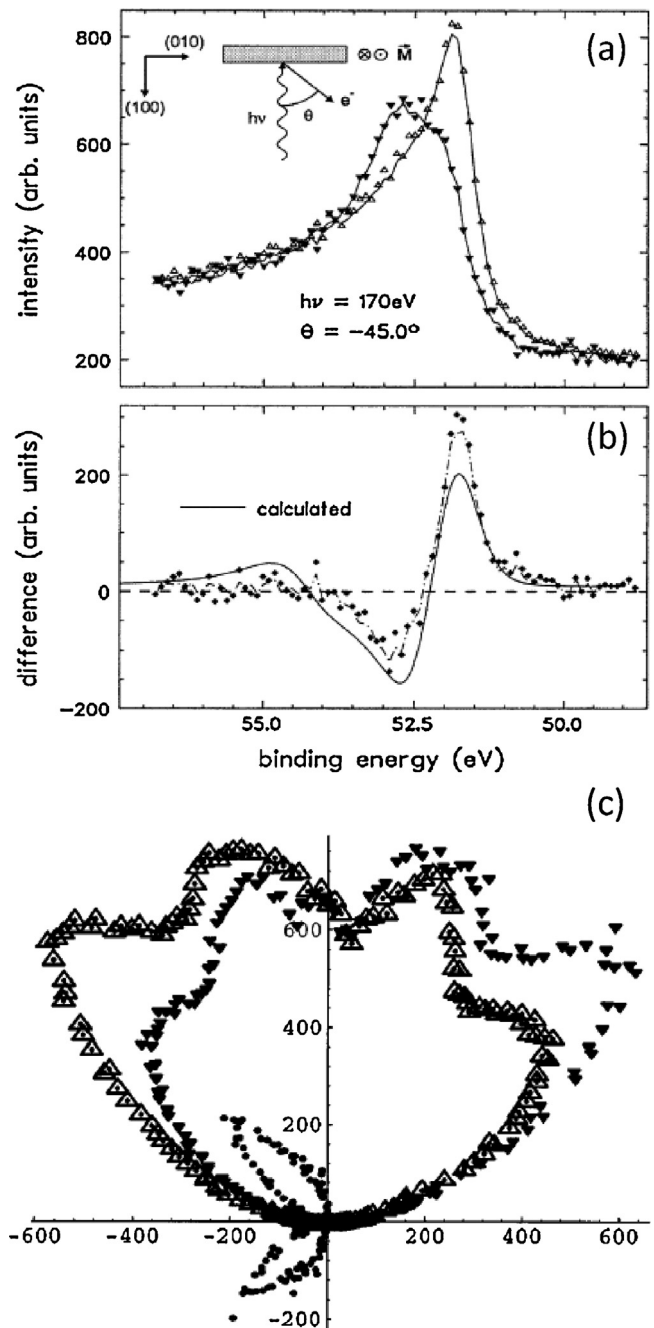 (a)
800
600
400
200
intensity (arb. units)
(010)
(100)
hν
θ
e⁻
⊗⊙ M⃗
hν = 170eV
θ = −45.0°
(b)
200
0
−200
difference (arb. units)
calculated
55.0 52.5 50.0
binding energy (eV)
(c)
600
400
200
-600 -400 -200 200 400 600
-200